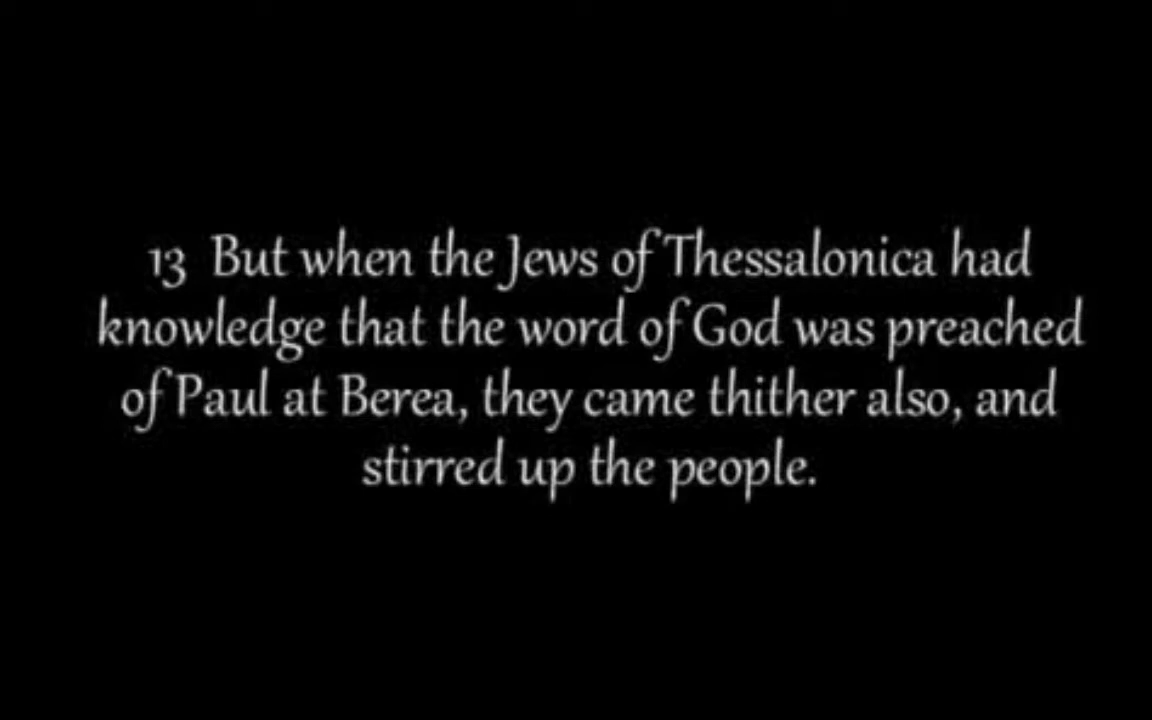 13 But when the Jews of Thessalonica had
knowledge that the word of God was preached
of Paul at Berea, they came thither also, and
stirred up the people.